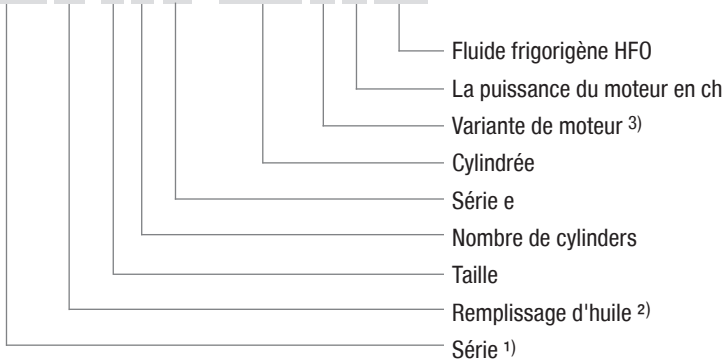 Fluide frigorigène HFO
La puissance du moteur en ch
Variante de moteur 3)
Cylindrée
Série e
Nombre de cylinders
Taille
Remplissage d'huile 2)
Série 1)